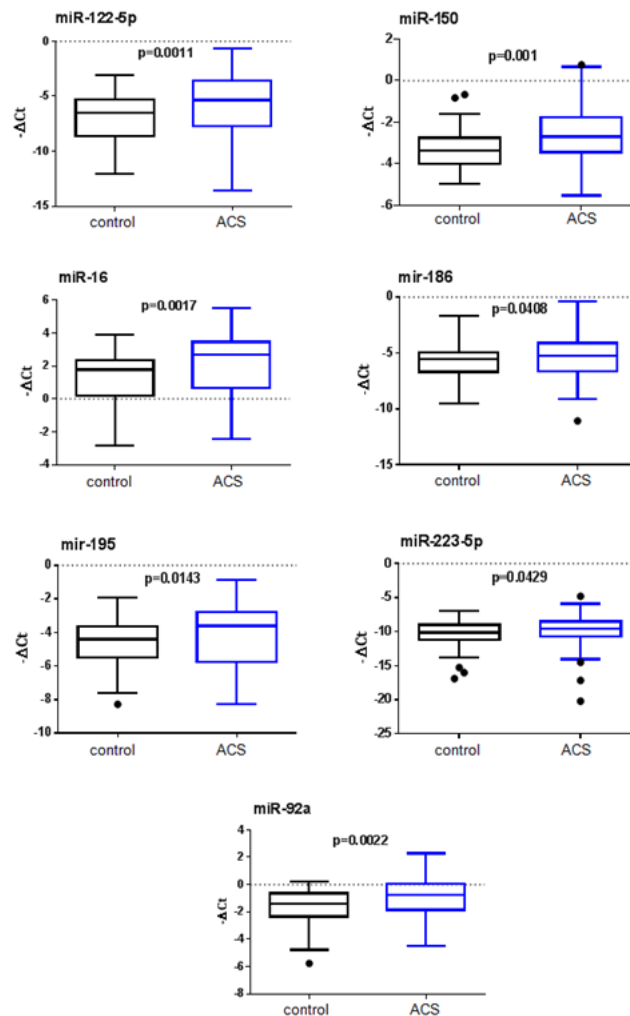 miR-122-5p
0
p=0.0011
-5
-ΔCt
-10
-15
control
ACS
miR-150
2
p=0.001
0
-ΔCt
-2
-4
-6
control
ACS
miR-16
6
p=0.0017
4
2
-ΔCt
0
-2
-4
control
ACS
mir-186
0
p=0.0408
-5
-ΔCt
-10
-15
control
ACS
mir-195
0
p=0.0143
-2
-4
-ΔCt
-6
-8
-10
control
ACS
miR-223-5p
0
p=0.0429
-5
-10
-ΔCt
-15
-20
-25
control
ACS
miR-92a
4
p=0.0022
2
0
-ΔCt
-2
-4
-6
-8
control
ACS